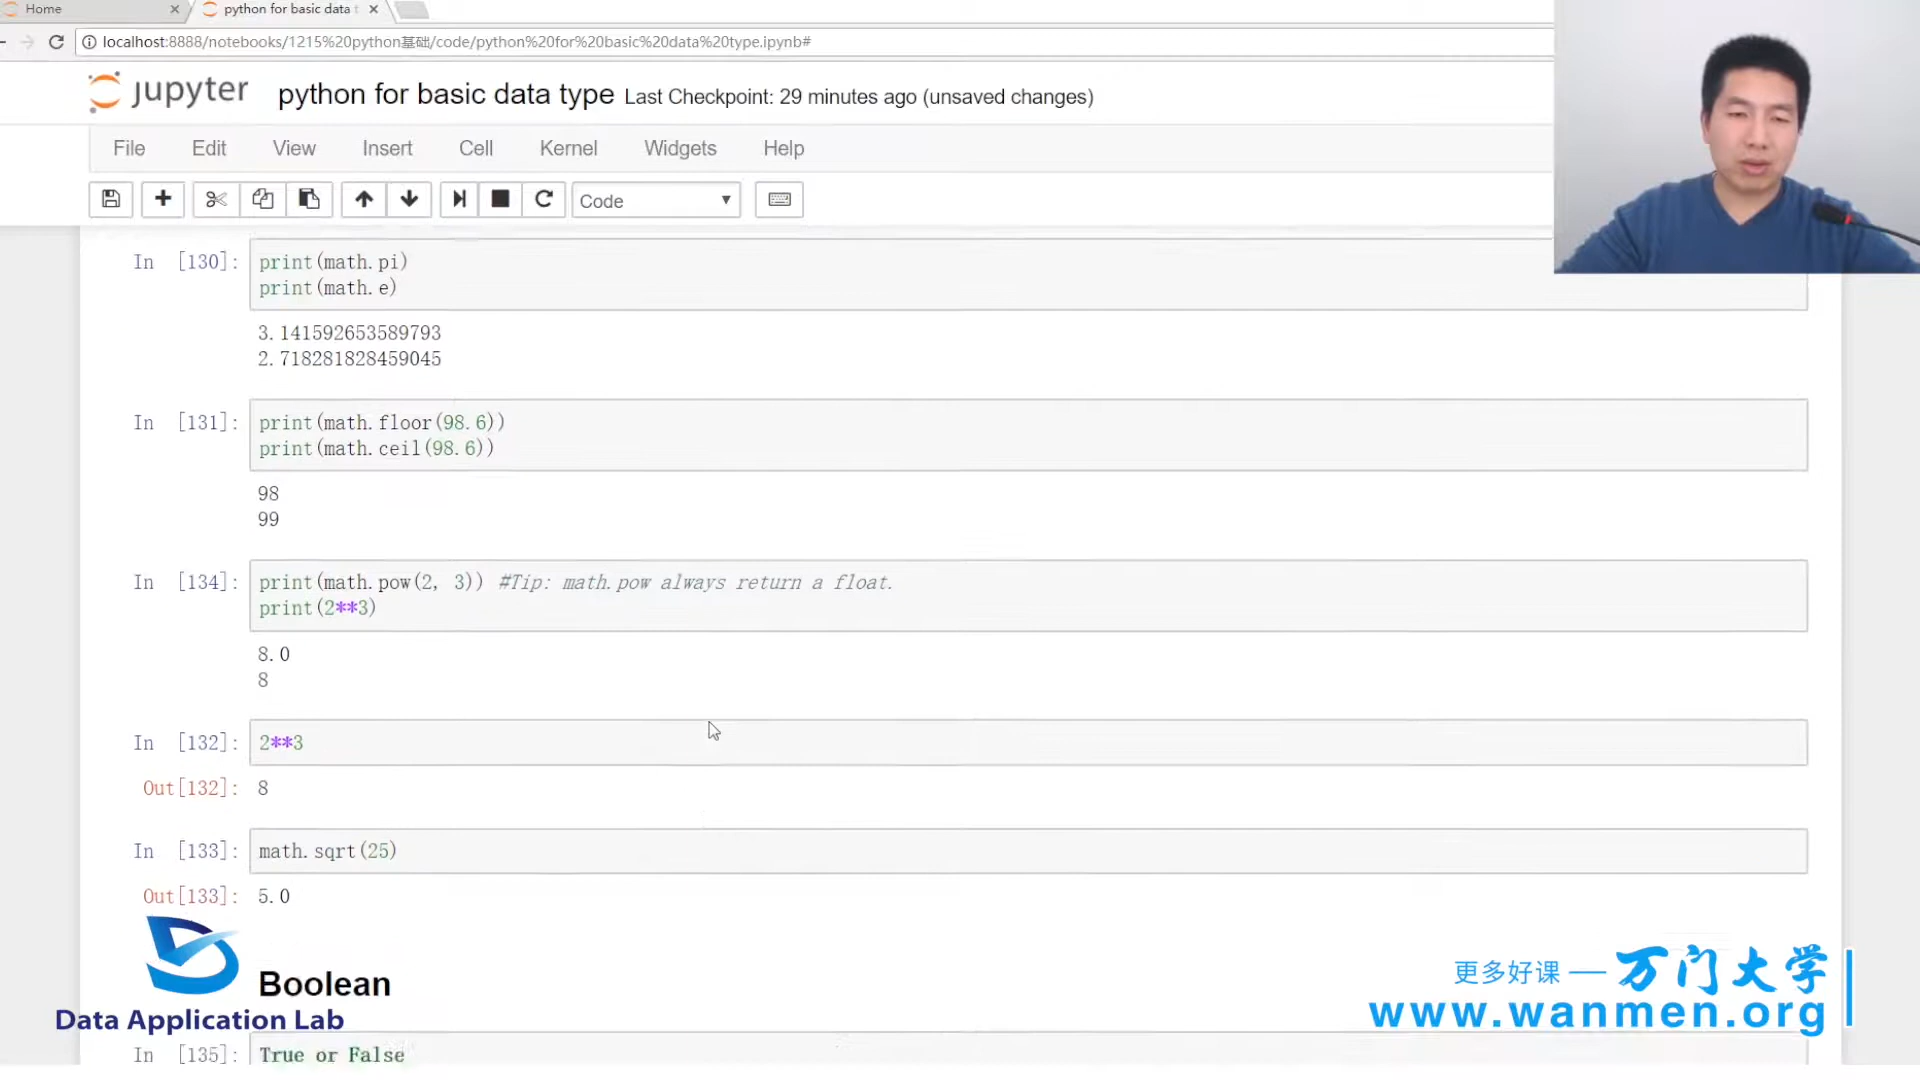 Home
python for basic data t
localhost:8888/notebooks/1215%20python基础/code/python%20for%20basic%20data%20type.ipynb#
jupyter python for basic data type Last Checkpoint: 29 minutes ago (unsaved changes)
File Edit View Insert Cell Kernel Widgets Help
Code
In [130]: print(math.pi)
print(math.e)
3.141592653589793
2.718281828459045
In [131]: print(math.floor(98.6))
print(math.ceil(98.6))
98
99
In [134]: print(math.pow(2, 3)) #Tip: math.pow always return a float.
print(2**3)
8.0
8
In [132]: 2**3
Out[132]: 8
In [133]: math.sqrt(25)
Out[133]: 5.0
Boolean
Data Application Lab
更多好课 — 万门大学
www.wanmen.org
In [135]: True or False